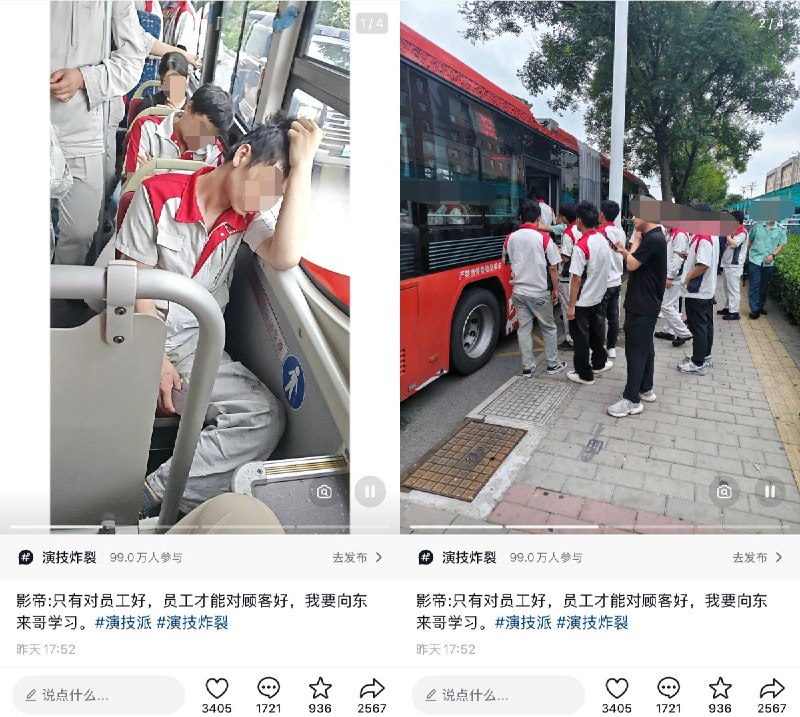 1/4
演技炸裂 99.0万人参与 去发布 >
影帝:只有对员工好，员工才能对顾客好，我要向东
来哥学习。#演技派 #演技炸裂
昨天 17:52
说点什么...
3405 1721 936 2567
2/4
演技炸裂 99.0万人参与 去发布 >
影帝:只有对员工好，员工才能对顾客好，我要向东
来哥学习。#演技派 #演技炸裂
昨天 17:52
说点什么...
3405 1721 936 2567